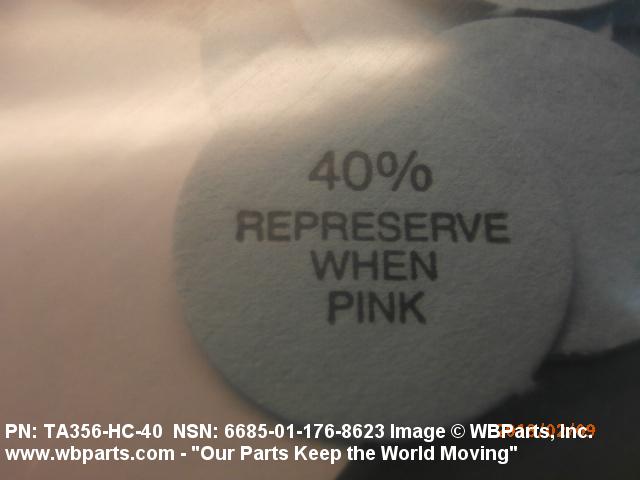 40%
REPRESERVE
WHEN
PINK
PN: TA356-HC-40 NSN: 6685-01-176-8623 Image © WBParts, Inc.
www.wbparts.com - "Our Parts Keep the World Moving"